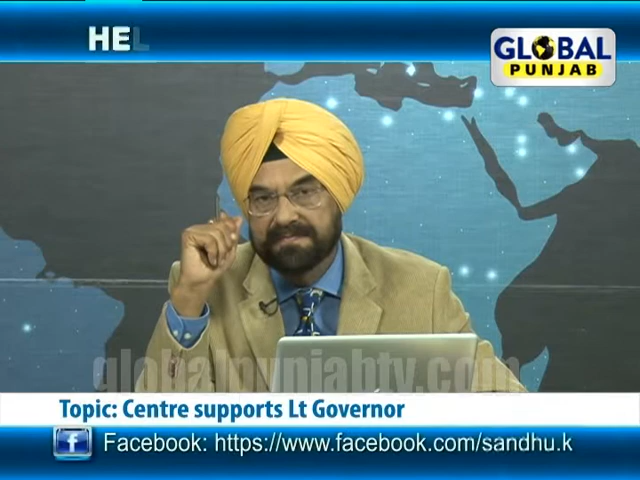 HEL
GLOBAL
PUNJAB
globalpunjabtv.com
Topic: Centre supports Lt Governor
Facebook: https://www.facebook.com/sandhu.k